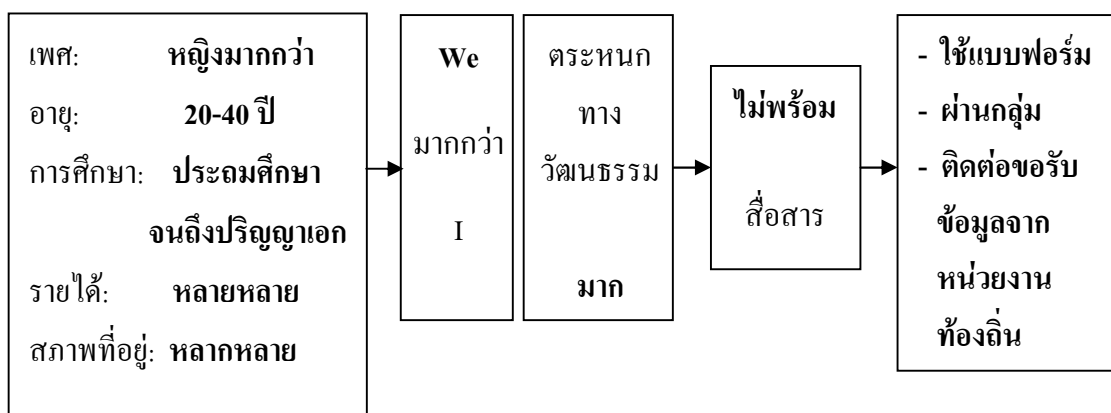 เพศ: หญิงมากกว่า
อายุ: 20-40 ปี
การศึกษา: ประถมศึกษา
จนถึงปริญญาเอก
รายได้: หลายหลาย
สภาพที่อยู่: หลากหลาย
We
มากกว่า
I
ตระหนก
ทาง
วัฒนธรรม
มาก
ไม่พร้อม
สื่อสาร
- ใช้แบบฟอร์ม
- ผ่านกลุ่ม
- ติดต่อขอรับ
ข้อมูลจาก
หน่วยงาน
ท้องถิ่น